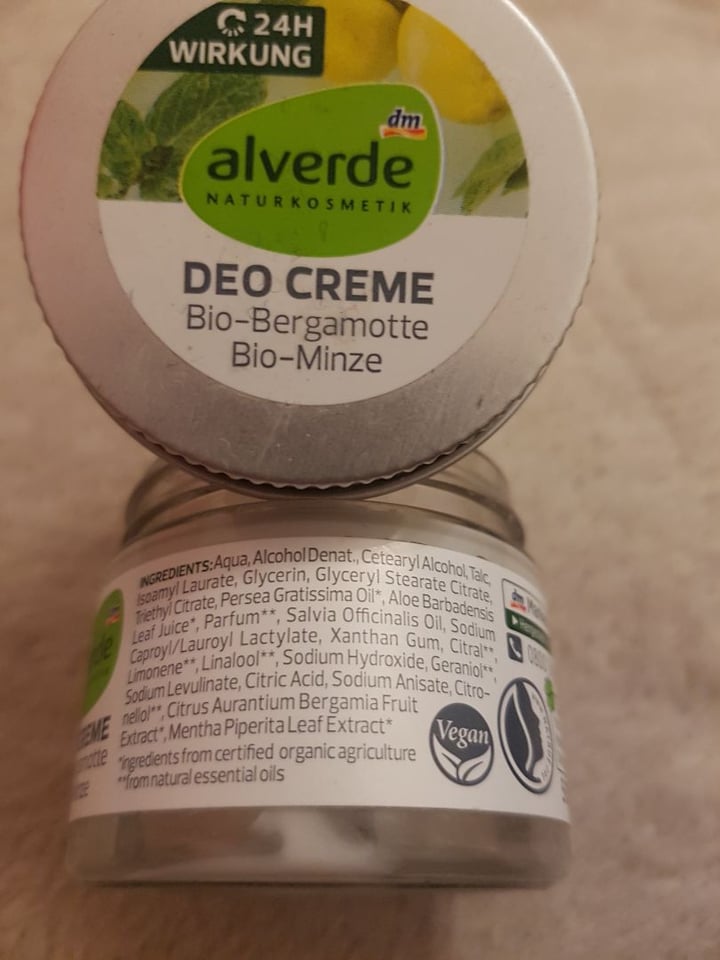 24H
WIRKUNG
dm
alverde
NATURKOSMETIK
DEO CREME
Bio-Bergamotte
Bio-Minze
INGREDIENTS: Aqua, Alcohol Denat., Cetearyl Alcohol, Talc,
Isoamyl Laurate, Glycerin, Glyceryl Stearate Citrate,
Triethyl Citrate, Persea Gratissima Oil*, Aloe Barbadensis
Leaf Juice*, Parfum**, Salvia Officinalis Oil, Sodium
Caproyl/Lauroyl Lactylate, Xanthan Gum, Citral**,
Limonene**, Linalool**, Sodium Hydroxide, Geraniol**,
Sodium Levulinate, Citric Acid, Sodium Anisate, Citro-
nellol**, Citrus Aurantium Bergamia Fruit
Extract*, Mentha Piperita Leaf Extract*
*ingredients from certified organic agriculture
**from natural essential oils
Vegan
dm